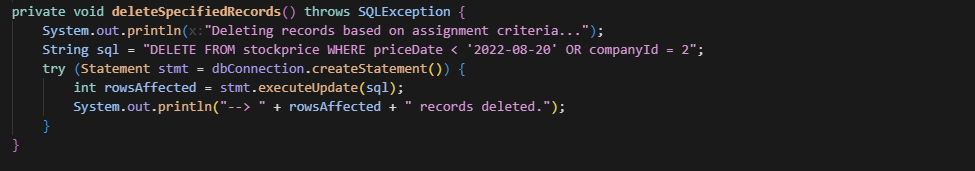 private void deleteSpecifiedRecords() throws SQLException {
    System.out.println(x:"Deleting records based on assignment criteria...");
    String sql = "DELETE FROM stockprice WHERE priceDate < '2022-08-20' OR companyId = 2";
    try (Statement stmt = dbConnection.createStatement()) {
        int rowsAffected = stmt.executeUpdate(sql);
        System.out.println("--> " + rowsAffected + " records deleted.");
    }
}